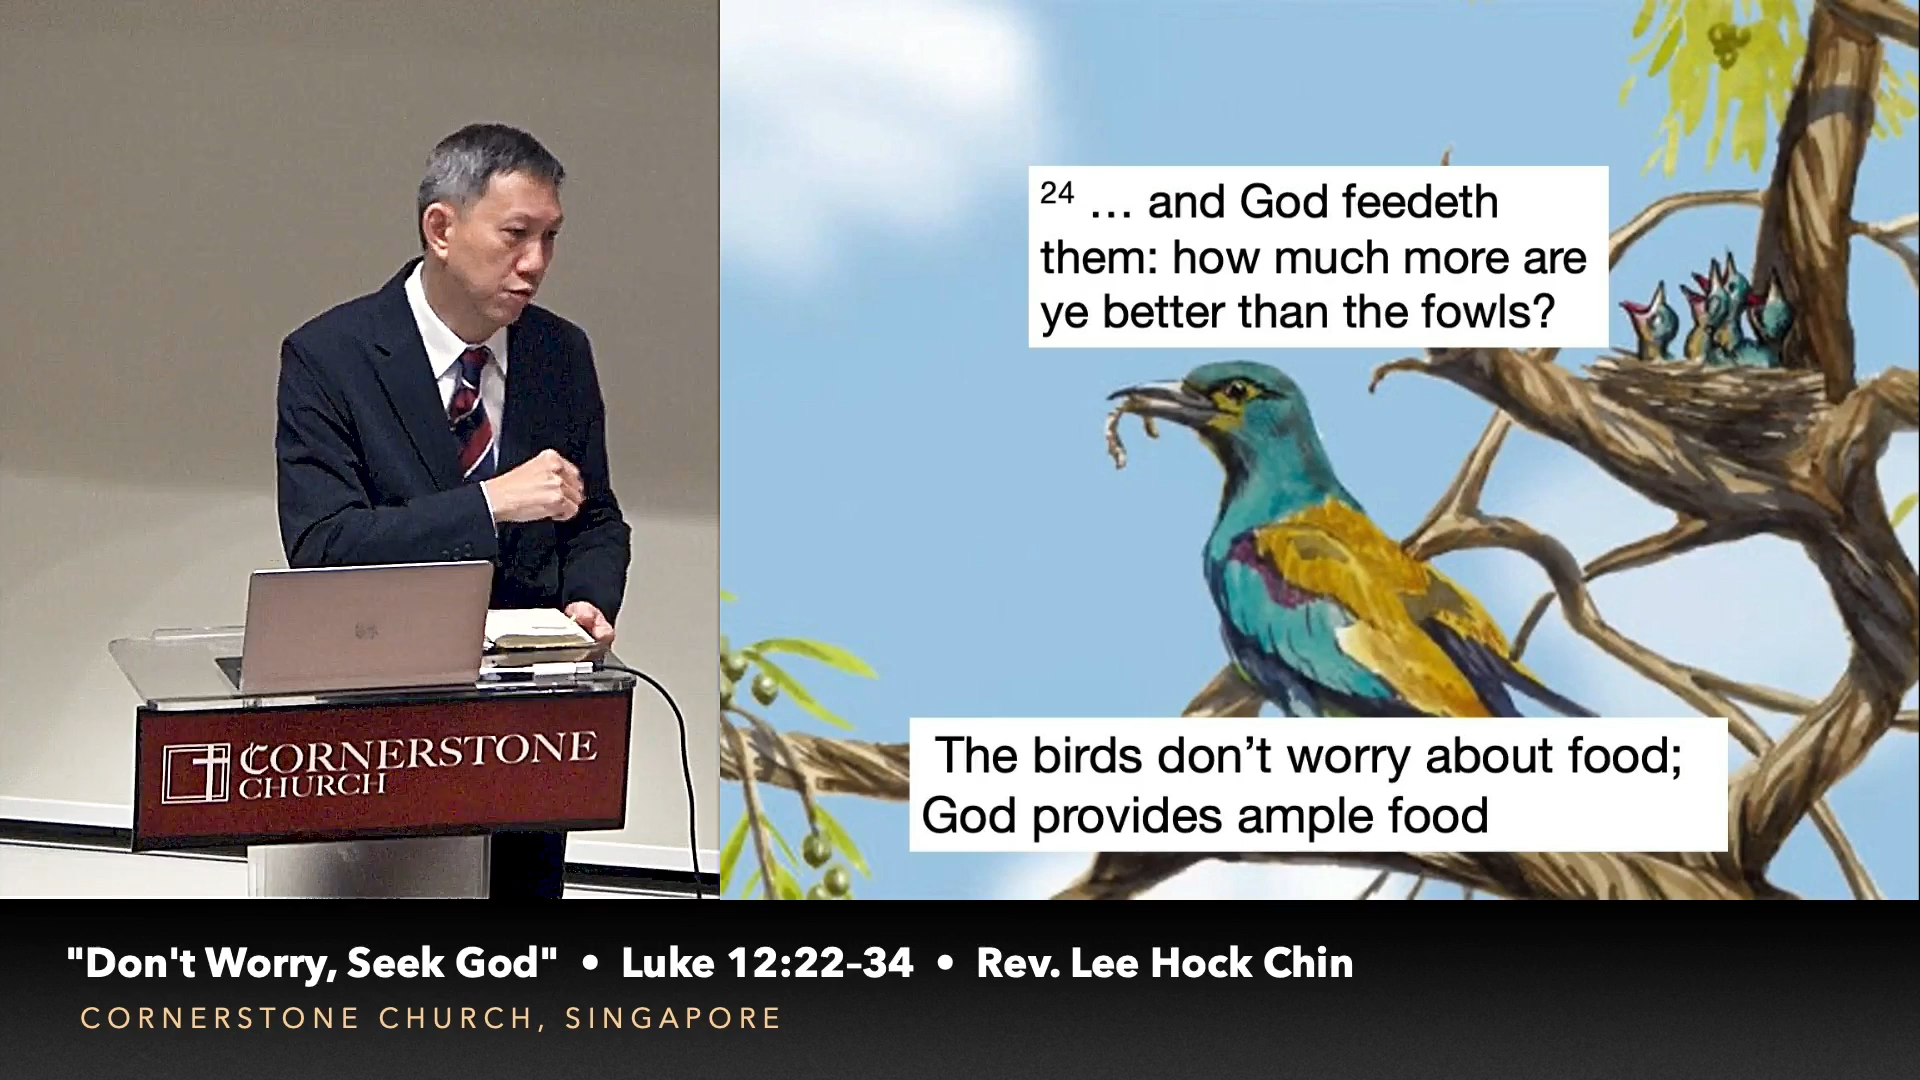 24 … and God feedeth
them: how much more are
ye better than the fowls?
The birds don’t worry about food;
God provides ample food
CORNERSTONE
CHURCH
"Don't Worry, Seek God" • Luke 12:22–34 • Rev. Lee Hock Chin
CORNERSTONE CHURCH, SINGAPORE